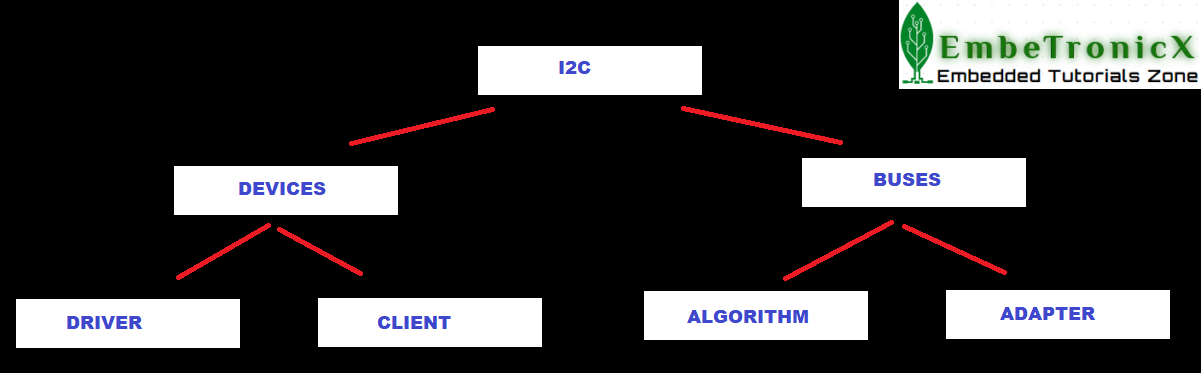 EmbeTronicX
Embedded Tutorials Zone
I2C
DEVICES
BUSES
DRIVER
CLIENT
ALGORITHM
ADAPTER